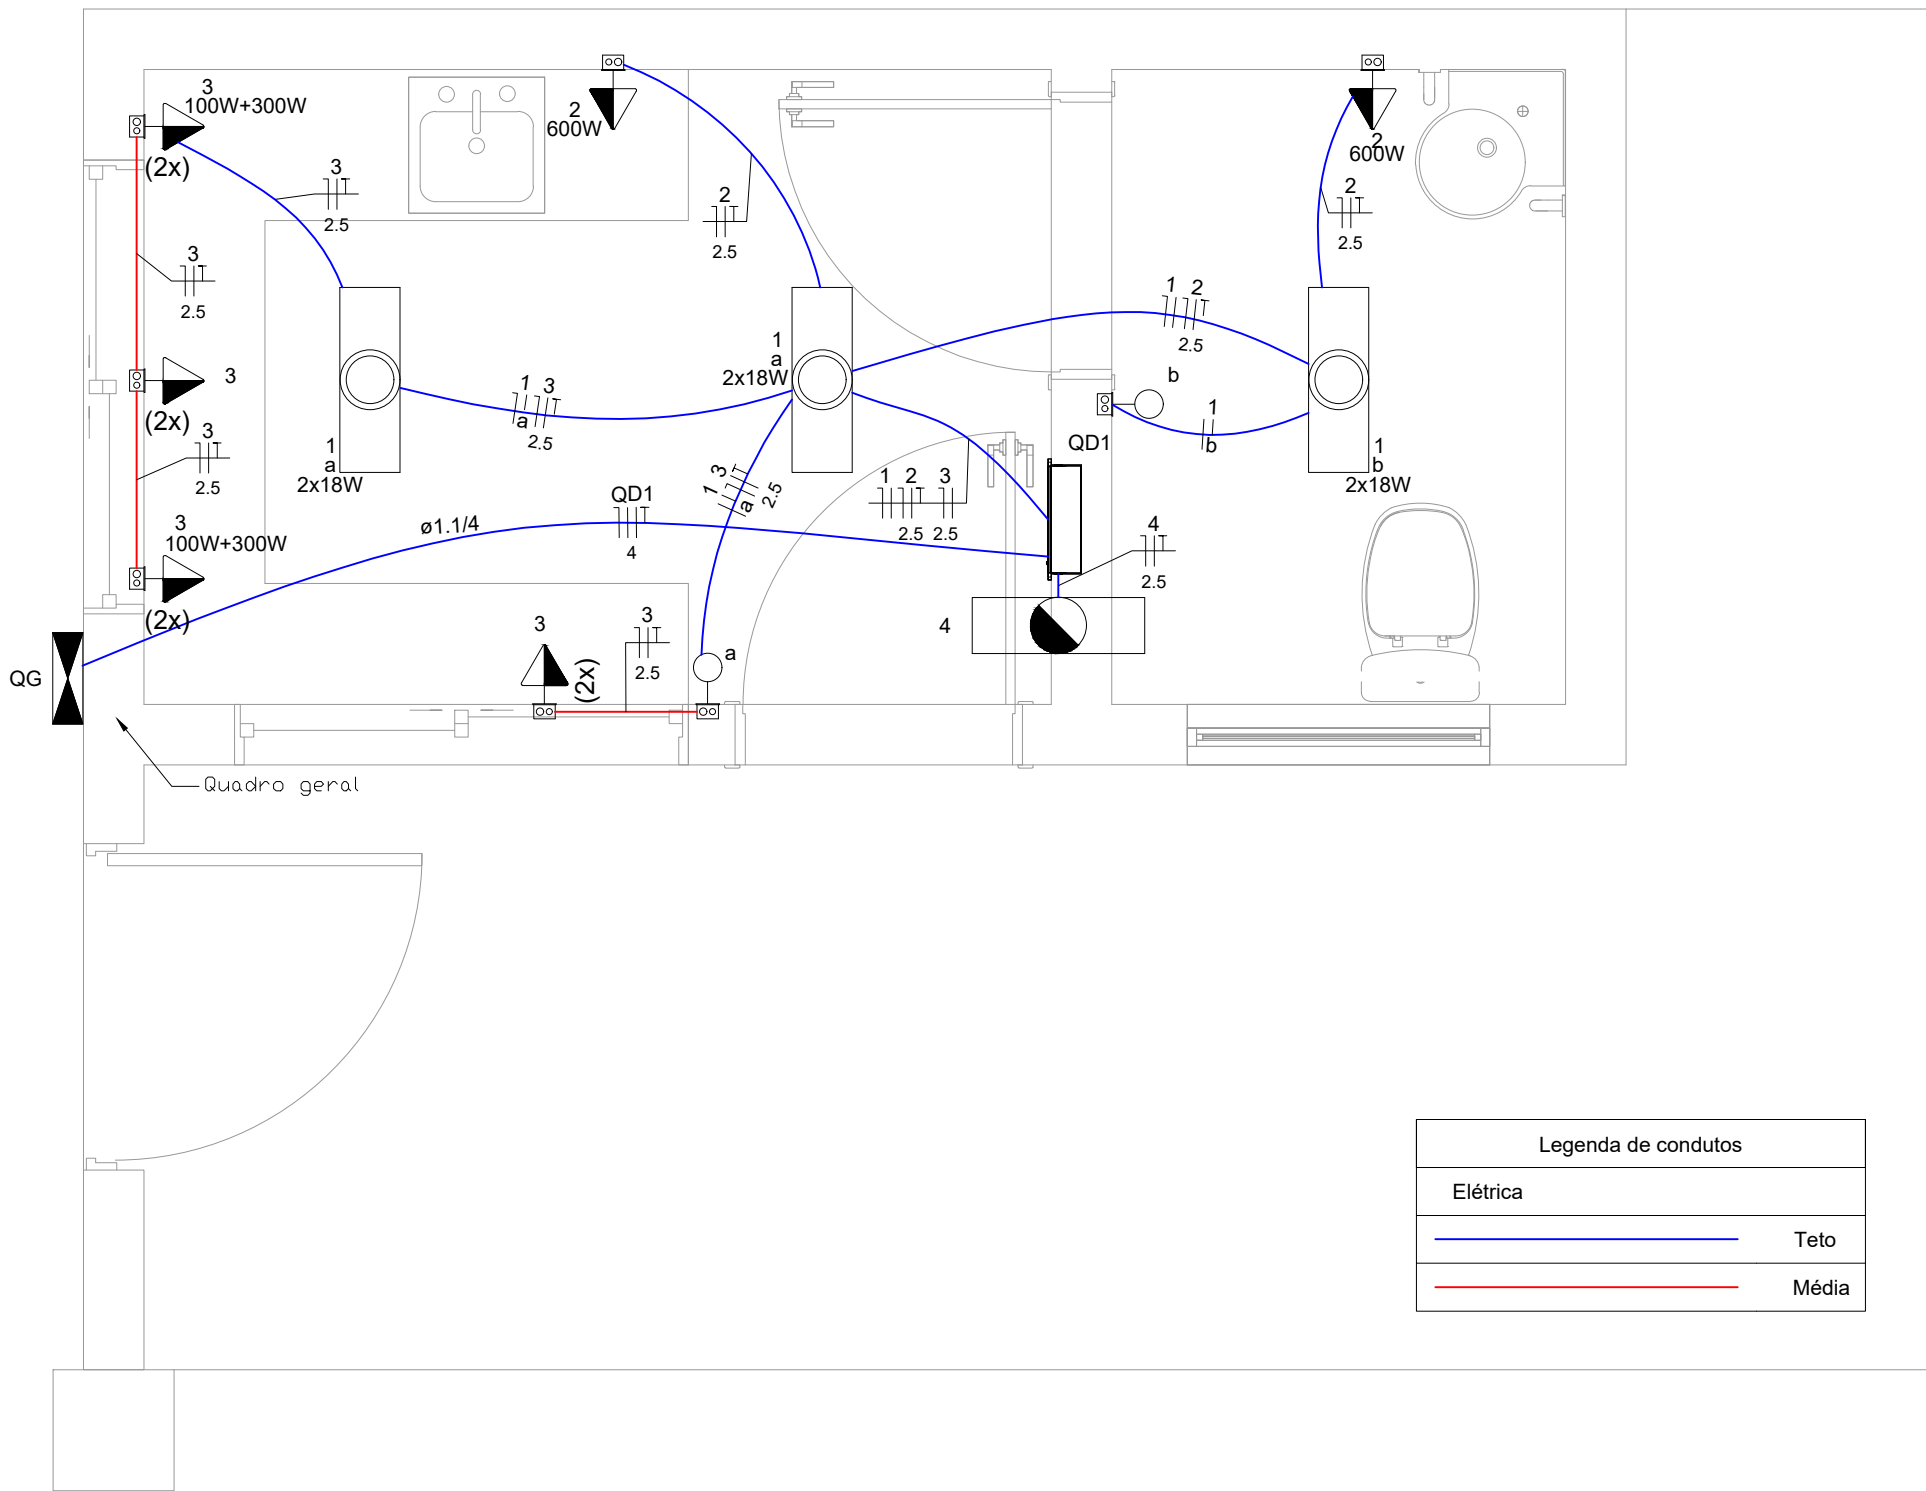 3
100W+300W
(2x)
3
2.5
2
600W
2
2.5
2
600W
2
2.5
3
2.5
3
(2x)
1
a
2x18W
1 3
a
2.5
1
a
2x18W
1 2
2.5
b
1
b
1
b
2x18W
QD1
3
2.5
3
100W+300W
(2x)
ø1.1/4
QD1
4
1 3
a
2.5
1 2 3
2.5 2.5
4
2.5
4
3
(2x)
3
2.5
a
QG
Quadro geral
Legenda de condutos
Elétrica
Teto
Média